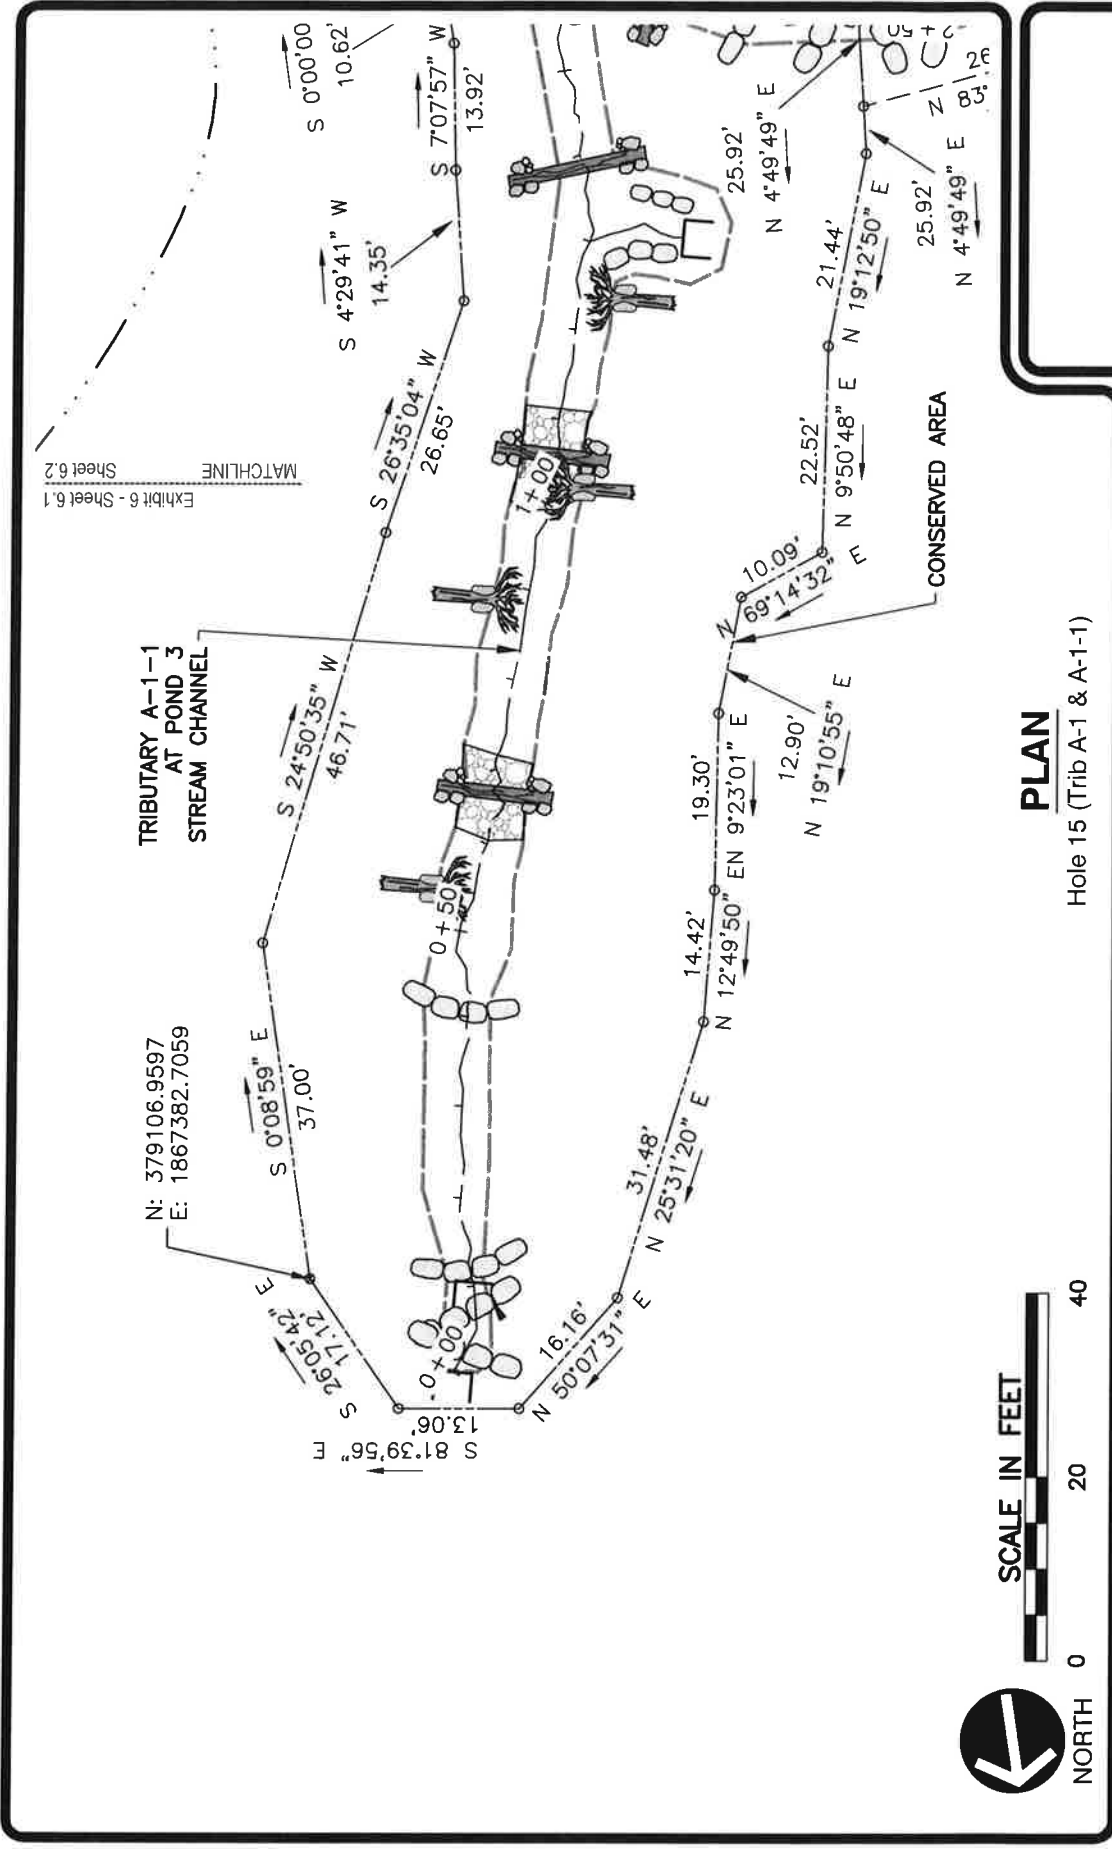 N: 379106.9597
E: 1867382.7059
TRIBUTARY A-1-1
AT POND 3
STREAM CHANNEL
Exhibit 6 - Sheet 6.1
MATCHLINE Sheet 6.2
S 81°39'56" E
13.06'
S 26°05'42" E
17.12'
S 0°08'59" E
37.00'
S 24°50'35" W
46.71'
S 26°35'04" W
26.65'
S 4°29'41" W
14.35'
S 7°07'57" W
13.92'
S 0°00'00
10.62'
0+00
0+50
1+00
2+50
16.16'
N 50°07'31" E
31.48'
N 25°31'20" E
14.42'
N 12°49'50" E
19.30'
N 9°23'01" E
12.90'
N 19°10'55" E
10.09'
N 69°14'32" E
22.52'
N 9°50'48" E
21.44'
N 19°12'50" E
25.92'
N 4°49'49" E
25.92'
N 4°49'49" E
26
N 83°
CONSERVED AREA
PLAN
Hole 15 (Trib A-1 & A-1-1)
SCALE IN FEET
0 20 40
NORTH